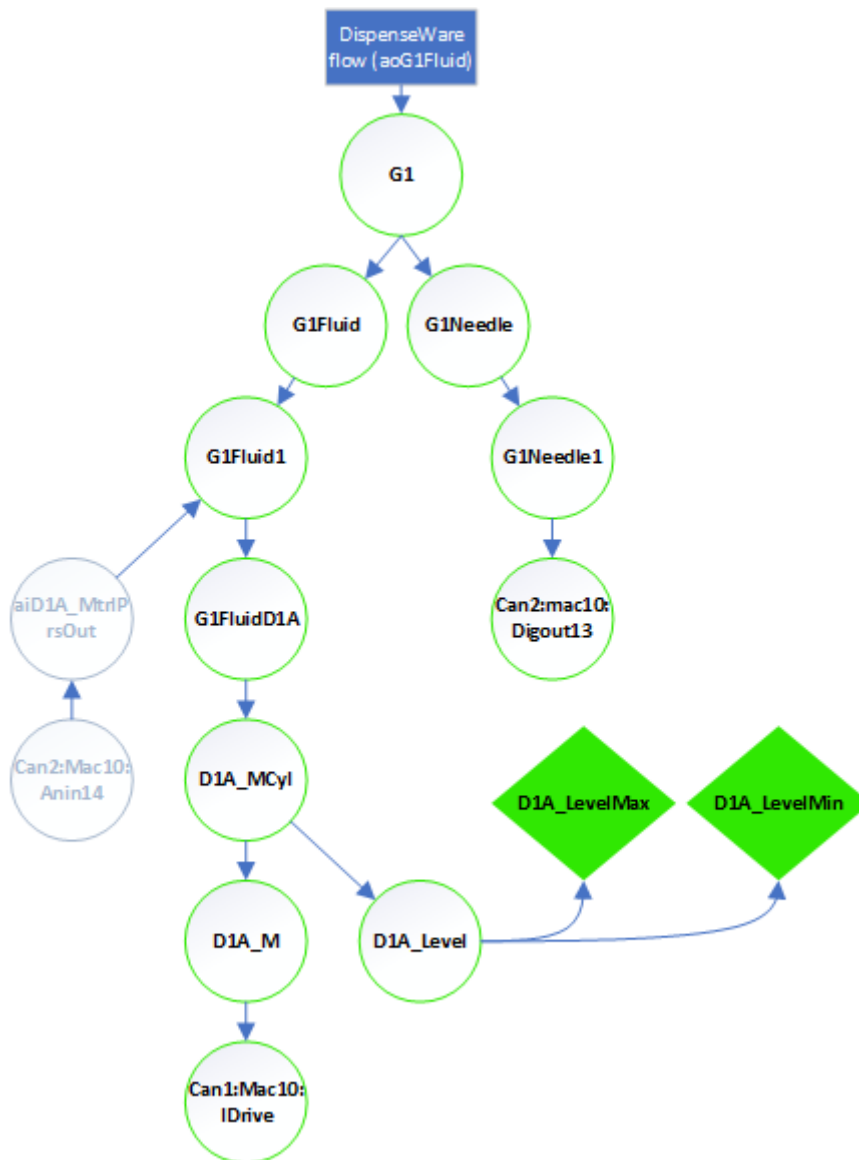 DispenseWare
flow (aoG1Fluid)
G1
G1Fluid
G1Needle
G1Fluid1
G1Needle1
aiD1A_MtrlP
rsOut
G1FluidD1A
Can2:mac10:
Digout13
Can2:Mac10:
Anin14
D1A_MCyl
D1A_LevelMax
D1A_LevelMin
D1A_M
D1A_Level
Can1:Mac10:
IDrive